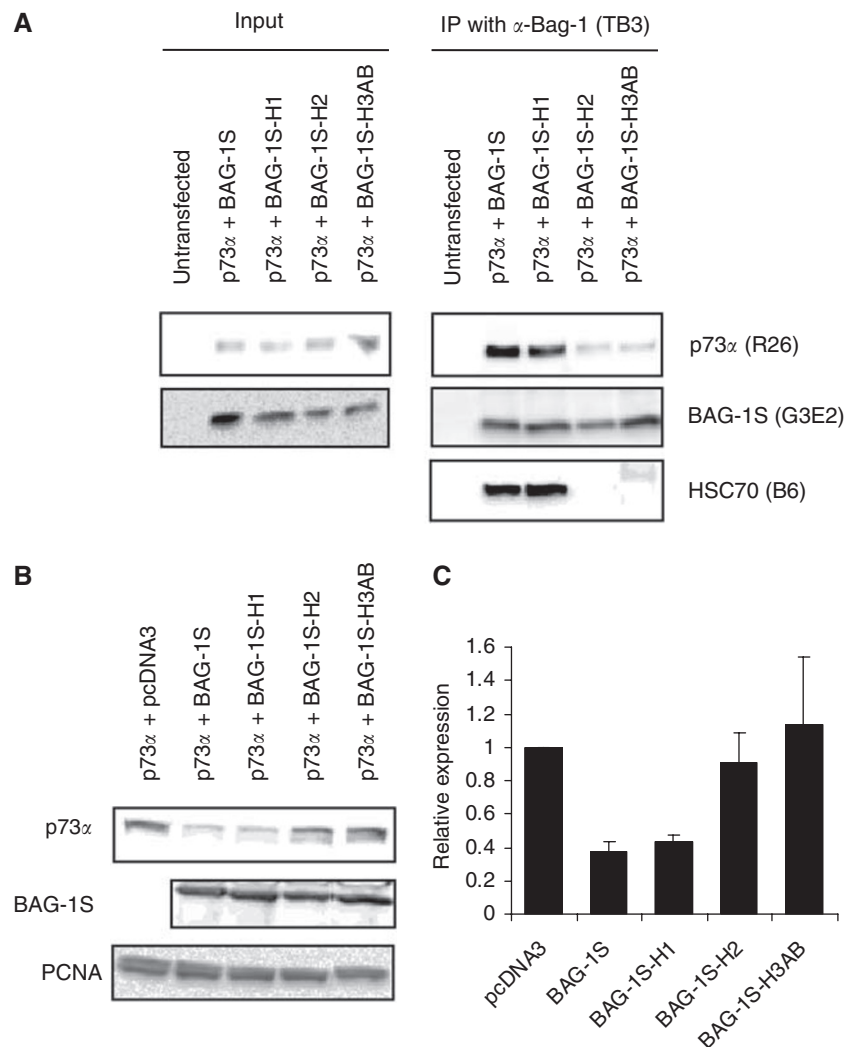 A
Input
IP with α-Bag-1 (TB3)
Untransfected
p73α + BAG-1S
p73α + BAG-1S-H1
p73α + BAG-1S-H2
p73α + BAG-1S-H3AB
Untransfected
p73α + BAG-1S
p73α + BAG-1S-H1
p73α + BAG-1S-H2
p73α + BAG-1S-H3AB
p73α (R26)
BAG-1S (G3E2)
HSC70 (B6)
B
p73α + pcDNA3
p73α + BAG-1S
p73α + BAG-1S-H1
p73α + BAG-1S-H2
p73α + BAG-1S-H3AB
p73α
BAG-1S
PCNA
C
Relative expression
1.6
1.4
1.2
1
0.8
0.6
0.4
0.2
0
pcDNA3
BAG-1S
BAG-1S-H1
BAG-1S-H2
BAG-1S-H3AB